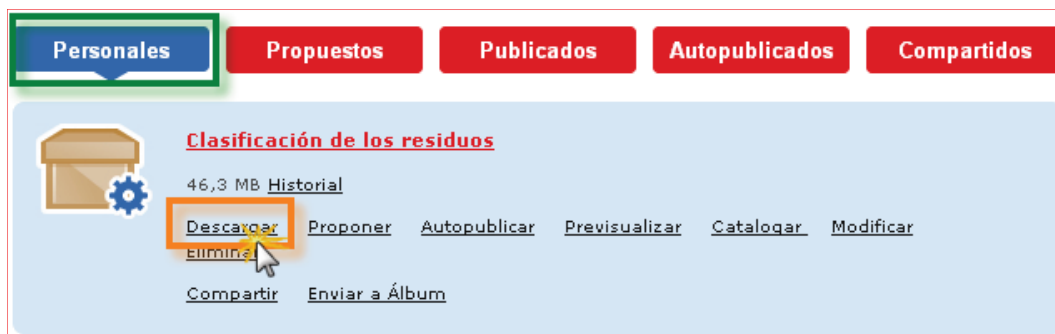 Personales Propuestos Publicados Autopublicados Compartidos
Clasificación de los residuos
46,3 MB Historial
Descargar Proponer Autopublicar Previsualizar Catalogar Modificar
Eliminar
Compartir Enviar a Álbum